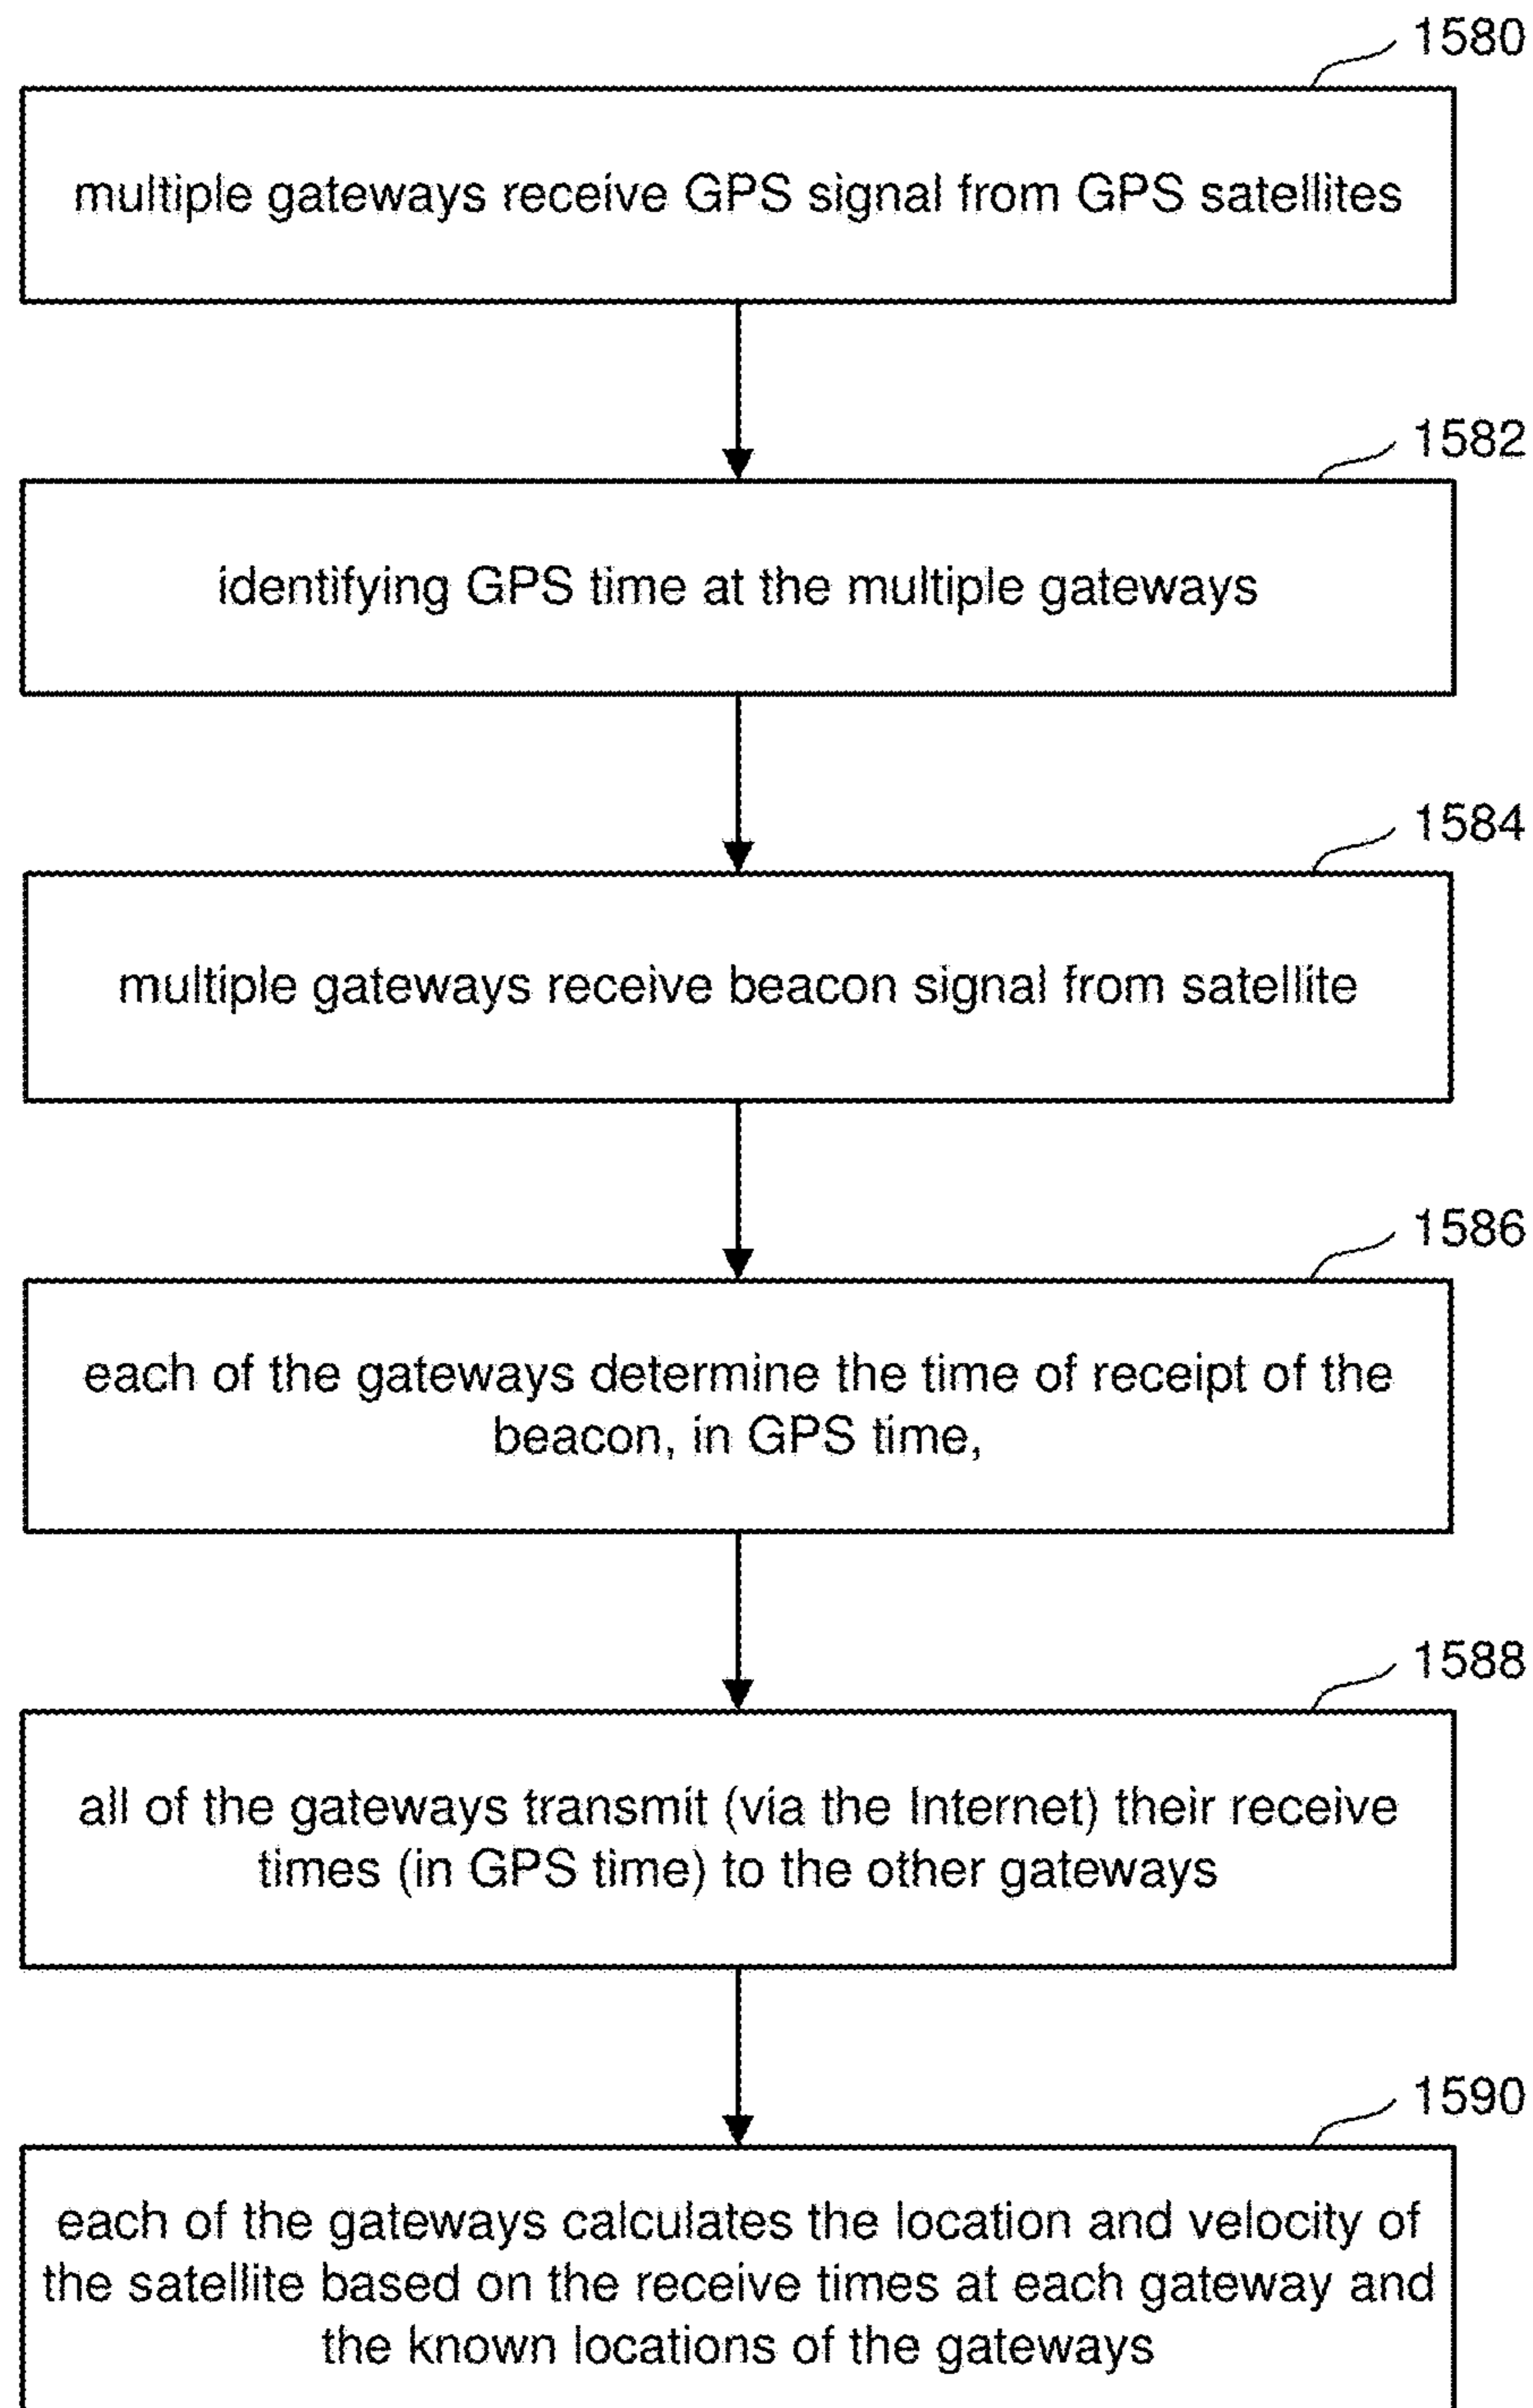 1580
multiple gateways receive GPS signal from GPS satellites
1582
identifying GPS time at the multiple gateways
1584
multiple gateways receive beacon signal from satellite
1586
each of the gateways determine the time of receipt of the
beacon, in GPS time,
1588
all of the gateways transmit (via the Internet) their receive
times (in GPS time) to the other gateways
1590
each of the gateways calculates the location and velocity of
the satellite based on the receive times at each gateway and
the known locations of the gateways